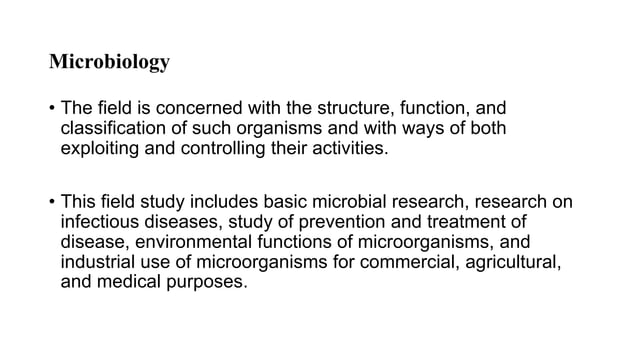 Microbiology
• The field is concerned with the structure, function, and
classification of such organisms and with ways of both
exploiting and controlling their activities.
• This field study includes basic microbial research, research on
infectious diseases, study of prevention and treatment of
disease, environmental functions of microorganisms, and
industrial use of microorganisms for commercial, agricultural,
and medical purposes.